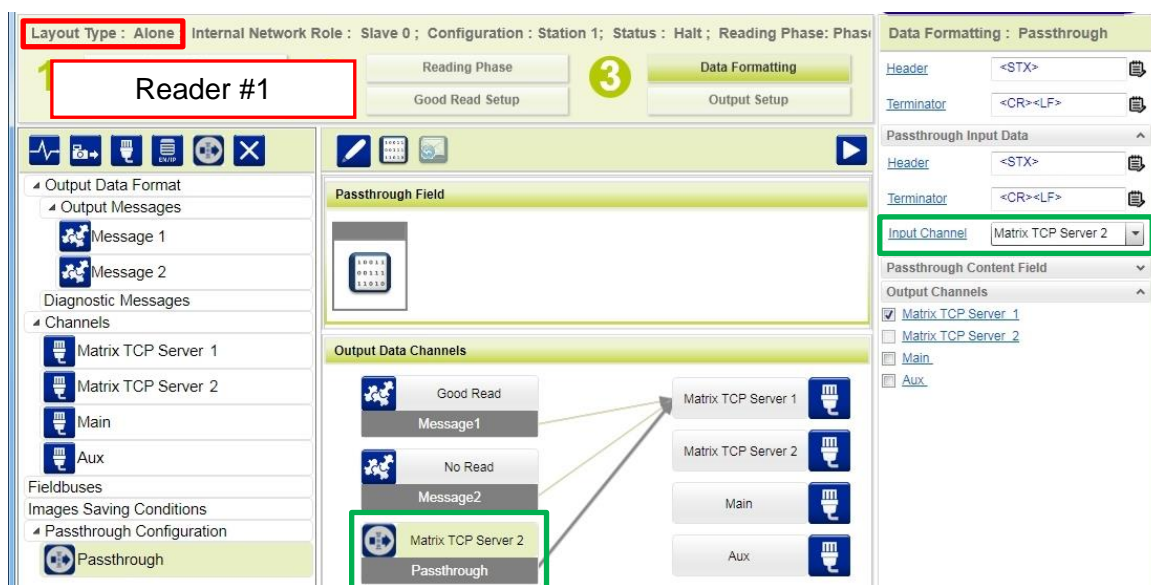 Layout Type : Alone Internal Network Role : Slave 0 ; Configuration : Station 1; Status : Halt ; Reading Phase: Phas
1
Reader #1
Reading Phase
Good Read Setup
3
Data Formatting
Output Setup
EN/IP
Output Data Format
Output Messages
Message 1
Message 2
Diagnostic Messages
Channels
Matrix TCP Server 1
Matrix TCP Server 2
Main
Aux
Fieldbuses
Images Saving Conditions
Passthrough Configuration
Passthrough
Passthrough Field
10011
00111
11010
Output Data Channels
Good Read
Message1
No Read
Message2
Matrix TCP Server 2
Passthrough
Matrix TCP Server 1
Matrix TCP Server 2
Main
Aux
Data Formatting : Passthrough
Header <STX>
Terminator <CR><LF>
Passthrough Input Data
Header <STX>
Terminator <CR><LF>
Input Channel Matrix TCP Server 2
Passthrough Content Field
Output Channels
Matrix TCP Server 1
Matrix TCP Server 2
Main
Aux